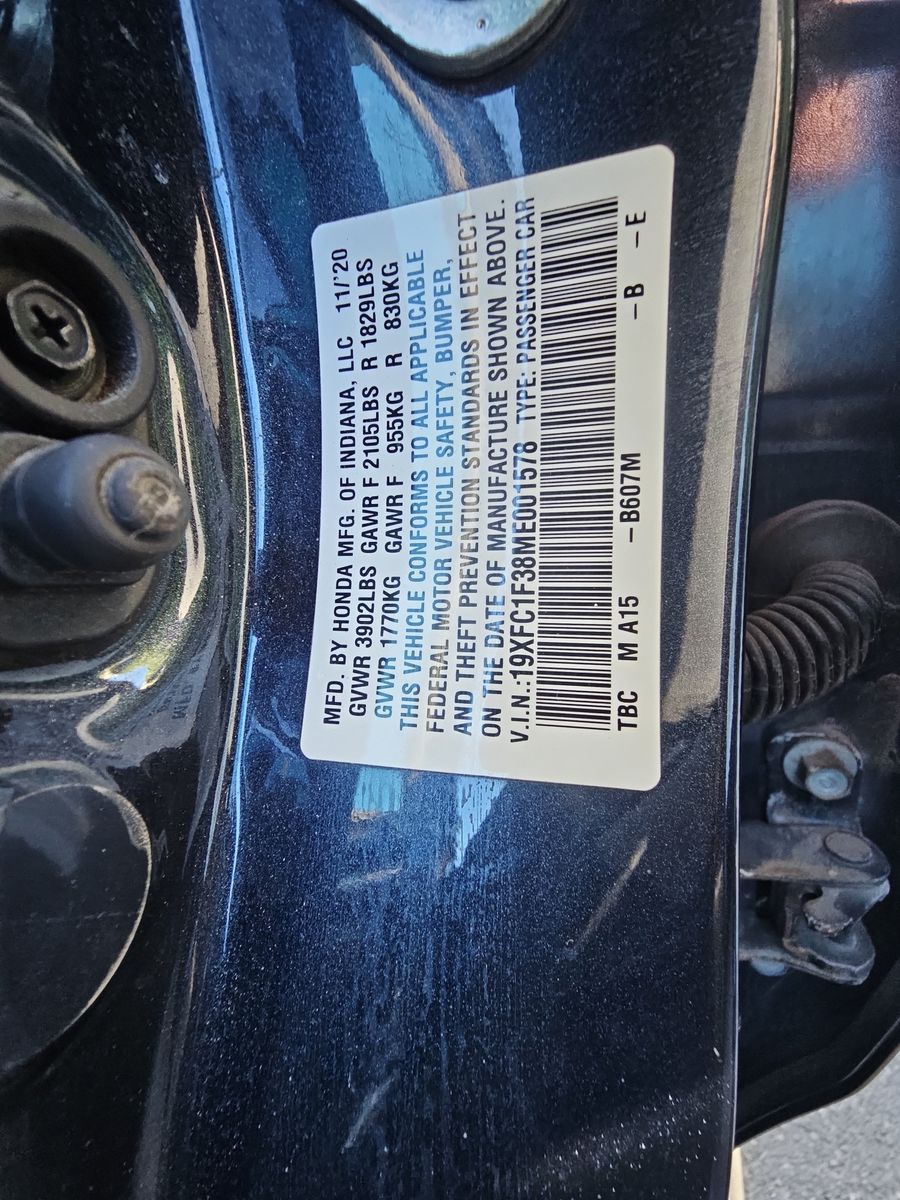 MFD. BY HONDA MFG. OF INDIANA, LLC 11/'20
GVWR 3902LBS GAWR F 2105LBS R 1829LBS
GVWR 1770KG GAWR F 955KG R 830KG
THIS VEHICLE CONFORMS TO ALL APPLICABLE
FEDERAL MOTOR VEHICLE SAFETY, BUMPER,
AND THEFT PREVENTION STANDARDS IN EFFECT
ON THE DATE OF MANUFACTURE SHOWN ABOVE.
V.I.N.:19XFC1F38ME001578 TYPE: PASSENGER CAR
TBC M A15 -B607M -B -E